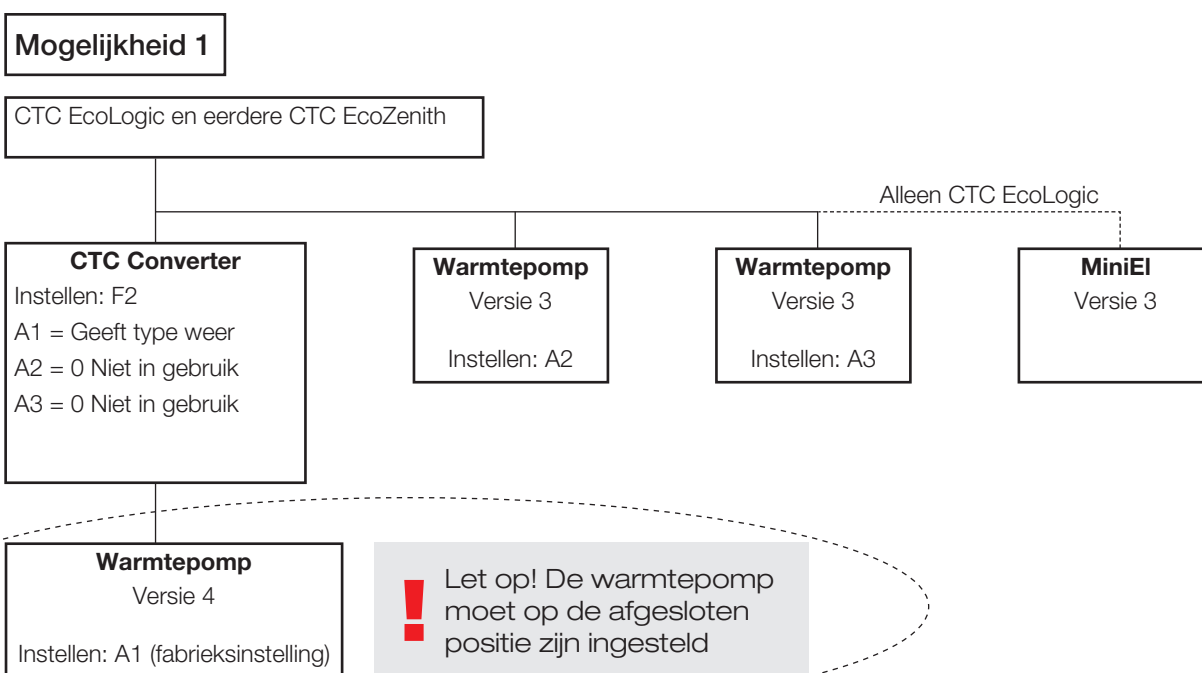 Mogelijkheid 1
CTC EcoLogic en eerdere CTC EcoZenith
Alleen CTC EcoLogic
CTC Converter
Instellen: F2
A1 = Geeft type weer
A2 = 0 Niet in gebruik
A3 = 0 Niet in gebruik
Warmtepomp
Versie 3
Instellen: A2
Warmtepomp
Versie 3
Instellen: A3
MiniEl
Versie 3
Warmtepomp
Versie 4
Instellen: A1 (fabrieksinstelling)
! Let op! De warmtepomp
moet op de afgesloten
positie zijn ingesteld